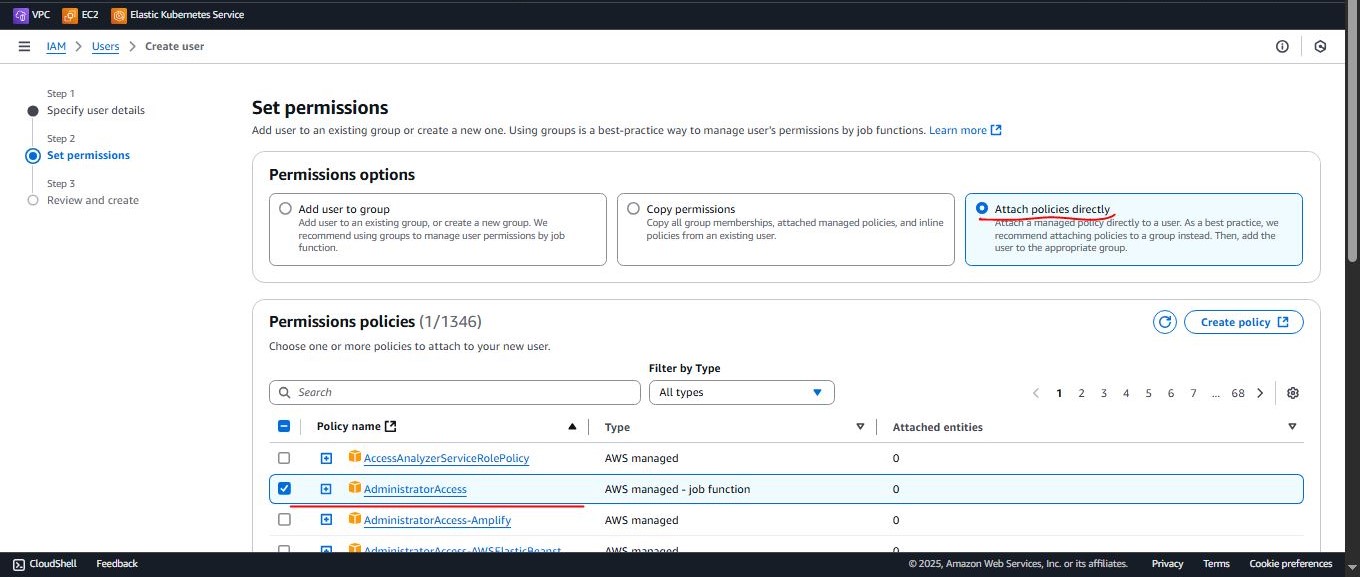 VPC EC2 Elastic Kubernetes Service
IAM Users Create user
Step 1
Specify user details
Step 2
Set permissions
Step 3
Review and create
Set permissions
Add user to an existing group or create a new one. Using groups is a best-practice way to manage user's permissions by job functions. Learn more
Permissions options
Add user to group
Add user to an existing group, or create a new group. We
recommend using groups to manage user permissions by job
function.
Copy permissions
Copy all group memberships, attached managed policies, and inline
policies from an existing user.
Attach policies directly
Attach a managed policy directly to a user. As a best practice, we
recommend attaching policies to a group instead. Then, add the
user to the appropriate group.
Permissions policies (1/1346)
Create policy
Choose one or more policies to attach to your new user.
Filter by Type
Search
All types
1 2 3 4 5 6 7 ... 68
Policy name Type Attached entities
AccessAnalyzerServiceRolePolicy AWS managed 0
AdministratorAccess AWS managed - job function 0
AdministratorAccess-Amplify AWS managed 0
AdministratorAccess-AWSElasticBeanst AWS managed 0
CloudShell Feedback © 2025, Amazon Web Services, Inc. or its affiliates. Privacy Terms Cookie preferences